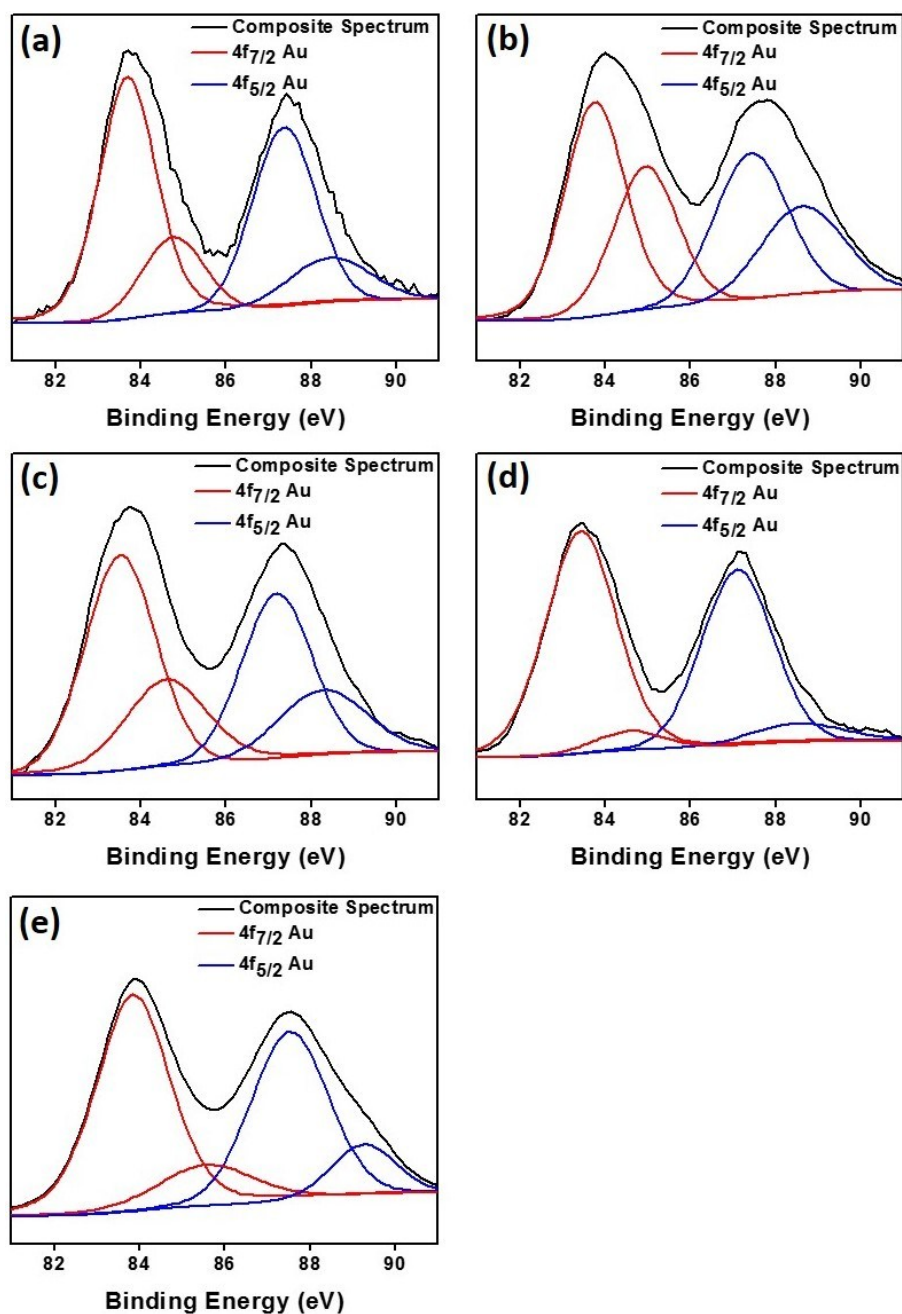 (a)
Composite Spectrum
4f7/2 Au
4f5/2 Au
82 84 86 88 90
Binding Energy (eV)
(b)
Composite Spectrum
4f7/2 Au
4f5/2 Au
82 84 86 88 90
Binding Energy (eV)
(c)
Composite Spectrum
4f7/2 Au
4f5/2 Au
82 84 86 88 90
Binding Energy (eV)
(d)
Composite Spectrum
4f7/2 Au
4f5/2 Au
82 84 86 88 90
Binding Energy (eV)
(e)
Composite Spectrum
4f7/2 Au
4f5/2 Au
82 84 86 88 90
Binding Energy (eV)